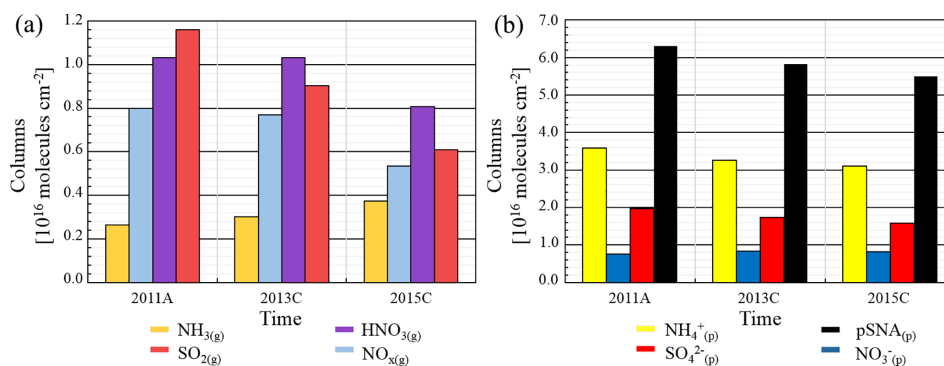 (a)
Columns
[10¹⁶ molecules cm⁻²]
1.2
1.0
0.8
0.6
0.4
0.2
0.0
2011A 2013C 2015C
Time
NH₃(g) HNO₃(g)
SO₂(g) NOₓ(g)
(b)
Columns
[10¹⁶ molecules cm⁻²]
7.0
6.0
5.0
4.0
3.0
2.0
1.0
0.0
2011A 2013C 2015C
Time
NH₄⁺(p) pSNA(p)
SO₄²⁻(p) NO₃⁻(p)